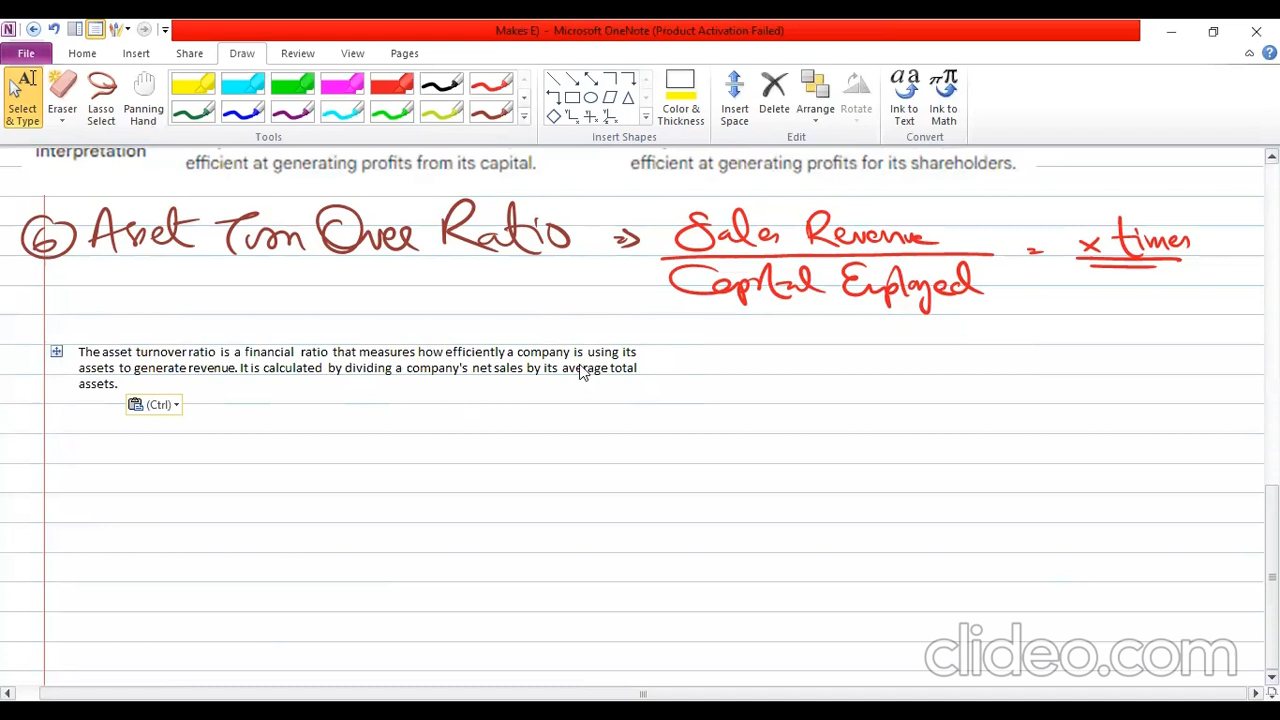 Makes E) - Microsoft OneNote (Product Activation Failed)
File Home Insert Share Draw Review View Pages
Select & Type
Eraser
Lasso Select
Panning Hand
Color & Thickness
Insert Space
Delete
Arrange
Rotate
Ink to Text
Ink to Math
Tools
Insert Shapes
Edit
Convert
interpretation
efficient at generating profits from its capital.
efficient at generating profits for its shareholders.
6 Asset Turn Over Ratio ⇒ Sales Revenue
Capital Employed
= x times
The asset turnover ratio is a financial ratio that measures how efficiently a company is using its
assets to generate revenue. It is calculated by dividing a company's net sales by its average total
assets.
(Ctrl)
clideo.com